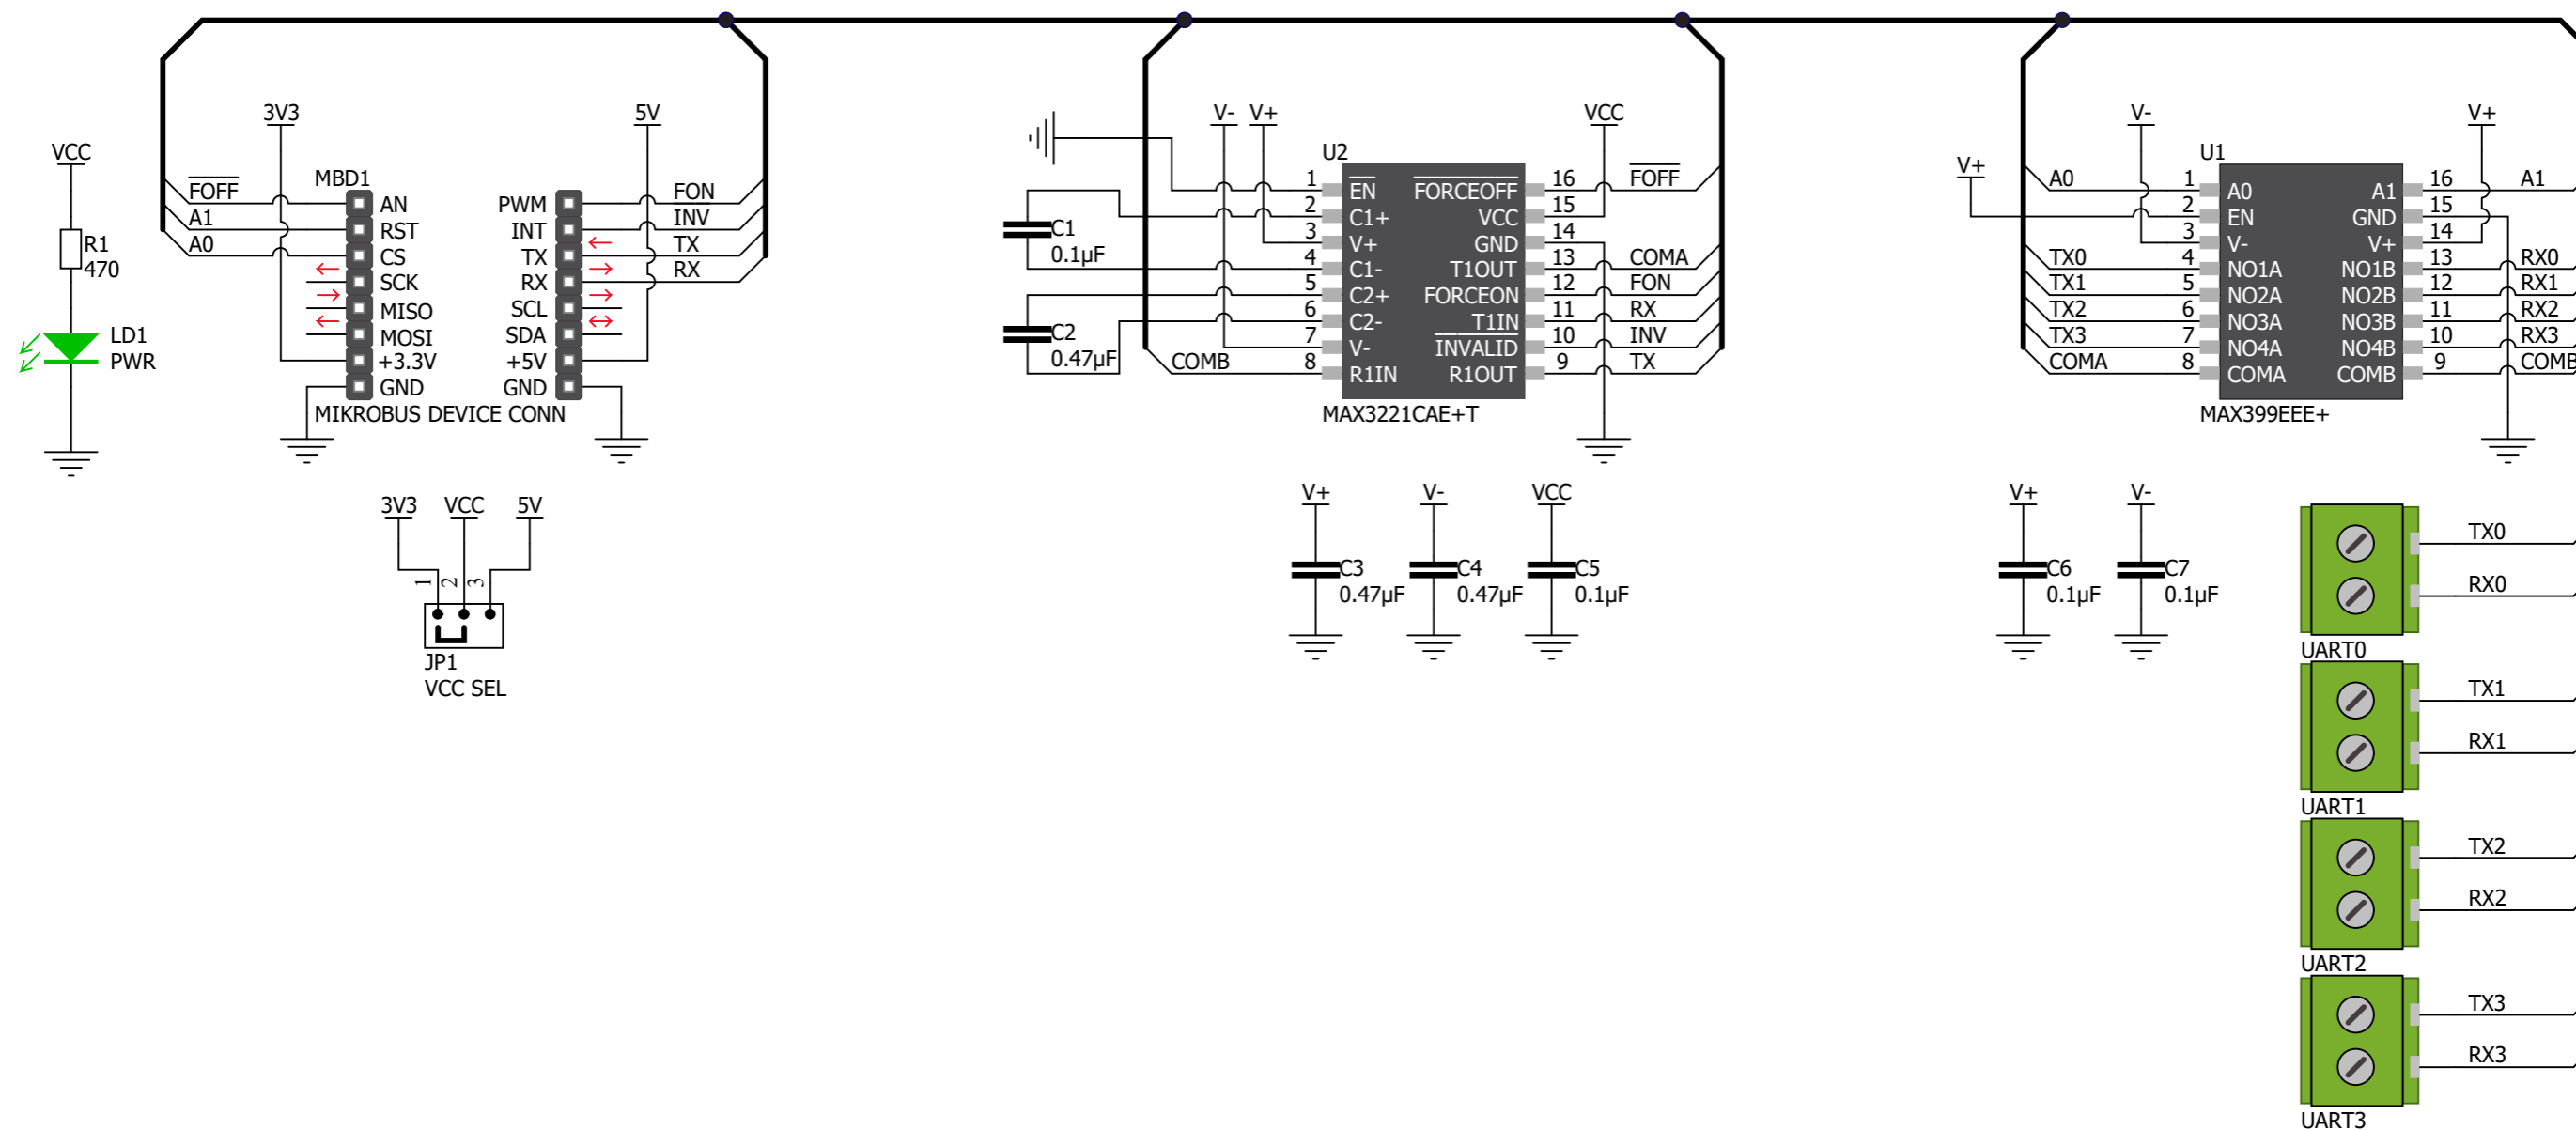 VCC
R1
470
LD1
PWR
3V3
5V
MBD1
FOFF
A1
A0
AN
RST
CS
SCK
MISO
MOSI
+3.3V
GND
PWM
INT
TX
RX
SCL
SDA
+5V
GND
FON
INV
TX
RX
MIKROBUS DEVICE CONN
3V3 VCC 5V
1 2 3
JP1
VCC SEL
V- V+
VCC
U2
C1
0.1µF
C2
0.47µF
COMB
1 EN FORCEOFF 16 FOFF
2 C1+ VCC 15
3 V+ GND 14
4 C1- T1OUT 13 COMA
5 C2+ FORCEON 12 FON
6 C2- T1IN 11 RX
7 V- INVALID 10 INV
8 R1IN R1OUT 9 TX
MAX3221CAE+T
V+
C3
0.47µF
V-
C4
0.47µF
VCC
C5
0.1µF
V+
V-
V+
U1
A0 1 A0 A1 16 A1
2 EN GND 15
3 V- V+ 14
TX0 4 NO1A NO1B 13 RX0
TX1 5 NO2A NO2B 12 RX1
TX2 6 NO3A NO3B 11 RX2
TX3 7 NO4A NO4B 10 RX3
COMA 8 COMA COMB 9 COMB
MAX399EEE+
V+
C6
0.1µF
V-
C7
0.1µF
TX0
RX0
UART0
TX1
RX1
UART1
TX2
RX2
UART2
TX3
RX3
UART3